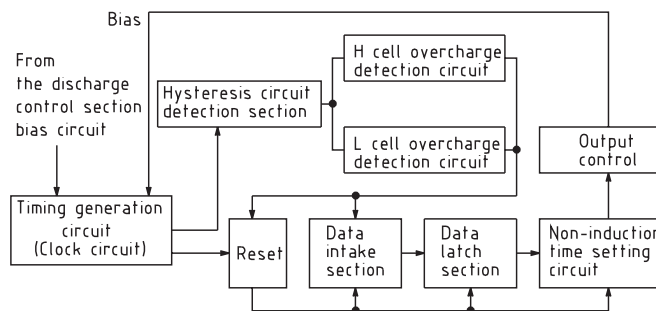 Bias
From
the discharge
control section
bias circuit
H cell overcharge
detection circuit
Hysteresis circuit
detection section
L cell overcharge
detection circuit
Output
control
Timing generation
circuit
(Clock circuit)
Reset
Data
intake
section
Data
latch
section
Non-induction
time setting
circuit